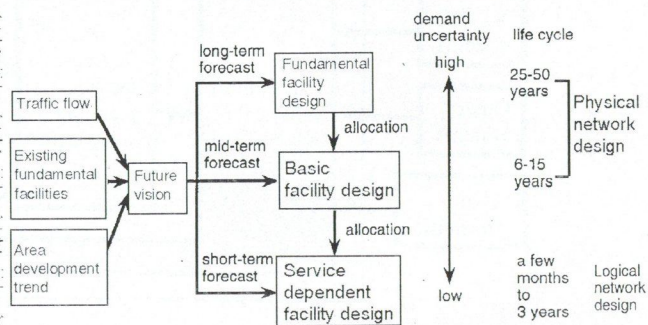 Traffic flow
Existing
fundamental
facilities
Area
development
trend
Future
vision
long-term
forecast
mid-term
forecast
short-term
forecast
Fundamental
facility
design
allocation
Basic
facility design
allocation
Service
dependent
facility design
demand
uncertainty
high
low
life cycle
25-50
years
6-15
years
a few
months
to
3 years
Physical
network
design
Logical
network
design